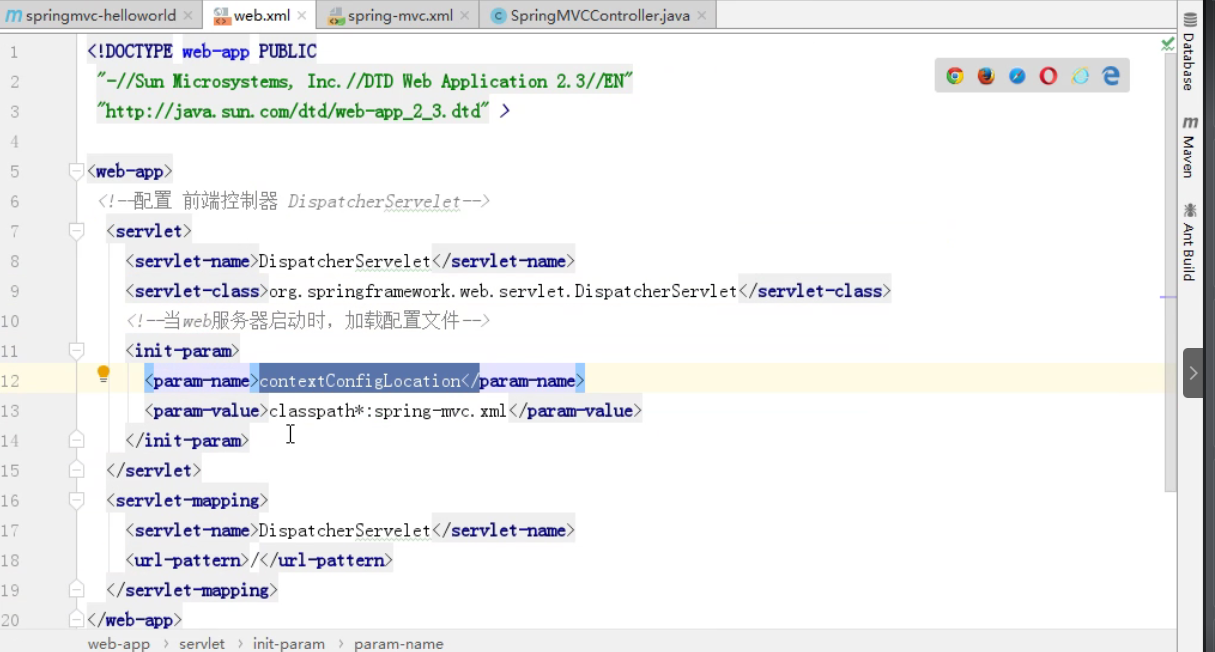 springmvc-helloworld
web.xml
spring-mvc.xml
SpringMVCController.java
1 <!DOCTYPE web-app PUBLIC
2 "-//Sun Microsystems, Inc.//DTD Web Application 2.3//EN"
3 "http://java.sun.com/dtd/web-app_2_3.dtd" >
4
5 <web-app>
6 <!--配置 前端控制器 DispatcherServelet-->
7 <servlet>
8 <servlet-name>DispatcherServelet</servlet-name>
9 <servlet-class>org.springframework.web.servlet.DispatcherServlet</servlet-class>
10 <!--当web服务器启动时，加载配置文件-->
11 <init-param>
12 <param-name>contextConfigLocation</param-name>
13 <param-value>classpath*:spring-mvc.xml</param-value>
14 </init-param>
15 </servlet>
16 <servlet-mapping>
17 <servlet-name>DispatcherServelet</servlet-name>
18 <url-pattern>/</url-pattern>
19 </servlet-mapping>
20 </web-app>
web-app > servlet > init-param > param-name
Database
Maven
Ant Build